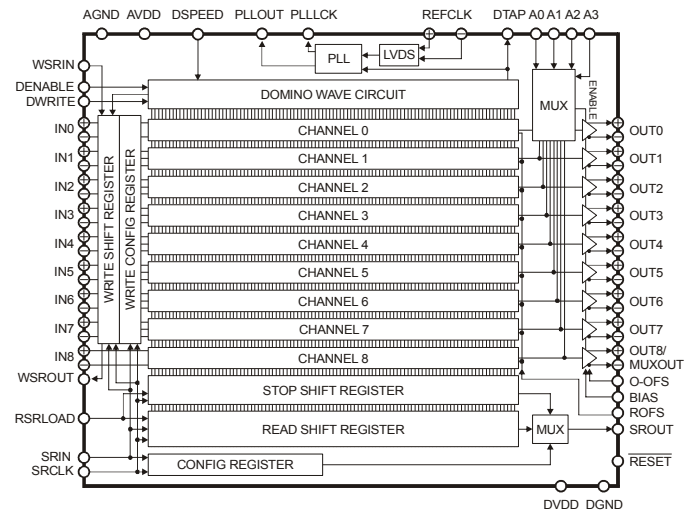 AGND AVDD DSPEED PLLOUT PLLLCK REFCLK DTAP A0 A1 A2 A3
PLL
LVDS
WSRIN
DENABLE
DWRITE
DOMINO WAVE CIRCUIT
MUX
ENABLE
IN0
CHANNEL 0
OUT0
IN1
CHANNEL 1
OUT1
IN2
CHANNEL 2
OUT2
IN3
CHANNEL 3
OUT3
IN4
CHANNEL 4
OUT4
IN5
CHANNEL 5
OUT5
IN6
CHANNEL 6
OUT6
IN7
CHANNEL 7
OUT7
IN8
CHANNEL 8
OUT8/
MUXOUT
WRITE SHIFT REGISTER
WRITE CONFIG REGISTER
WSROUT
STOP SHIFT REGISTER
O-OFS
BIAS
ROFS
RSRLOAD
READ SHIFT REGISTER
MUX
SROUT
SRIN
SRCLK
CONFIG REGISTER
RESET
DVDD DGND